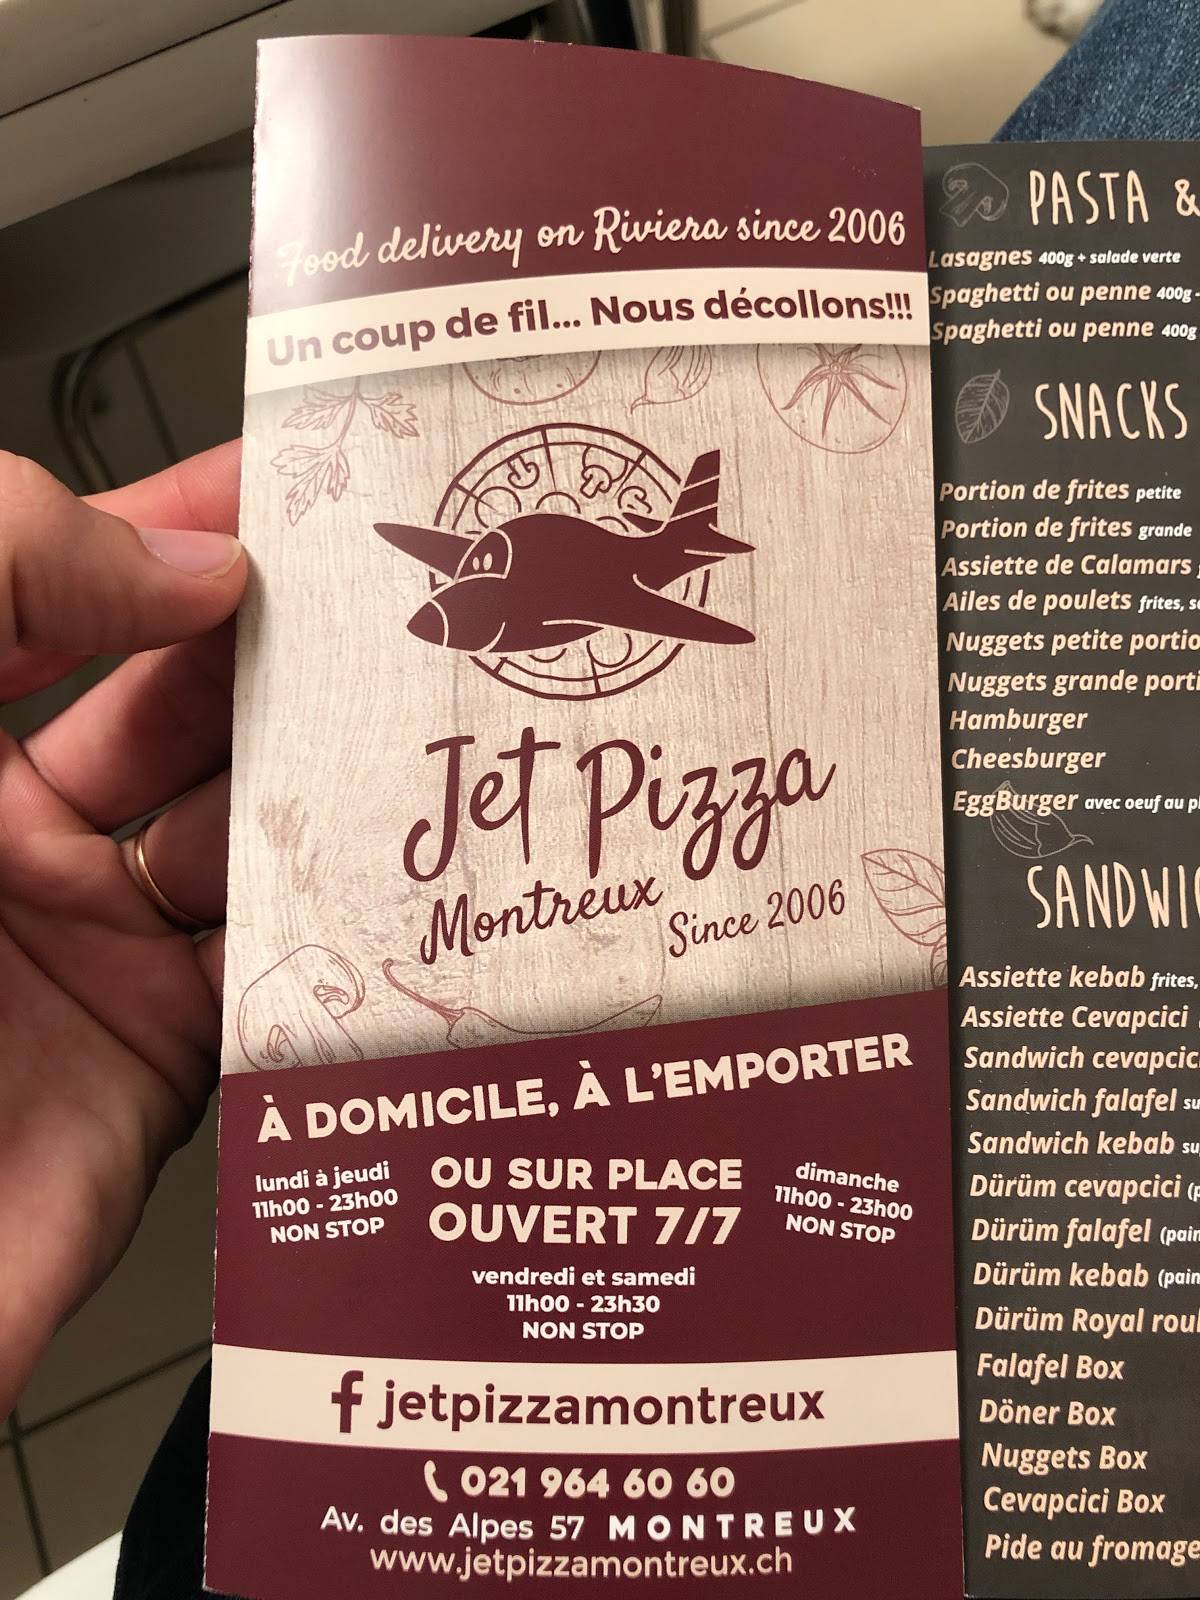 Food delivery on Riviera since 2006
Un coup de fil... Nous décollons!!!
Jet Pizza
Montreux
Since 2006
À DOMICILE, À L'EMPORTER
lundi à jeudi
11h00 - 23h00
NON STOP
OU SUR PLACE
OUVERT 7/7
dimanche
11h00 - 23h00
NON STOP
vendredi et samedi
11h00 - 23h30
NON STOP
f jetpizzamontreux
021 964 60 60
Av. des Alpes 57 MONTREUX
www.jetpizzamontreux.ch
PASTA &
Lasagnes 400g + salade verte
Spaghetti ou penne 400g -
Spaghetti ou penne 400g
SNACKS
Portion de frites petite
Portion de frites grande
Assiette de Calamars
Ailes de poulets frites,
Nuggets petite
Nuggets grande
Hamburger
Cheesburger
EggBurger avec oeuf au
Assiette kebab frites,
Assiette Cevapcici
Sandwich
Sandwich falafel
Sandwich kebab
Dürüm cevapcici
Dürüm falafel
Dürüm kebab
Dürüm Royal
Falafel Box
Döner Box
Nuggets Box
Cevapcici Box
Pide au fromage